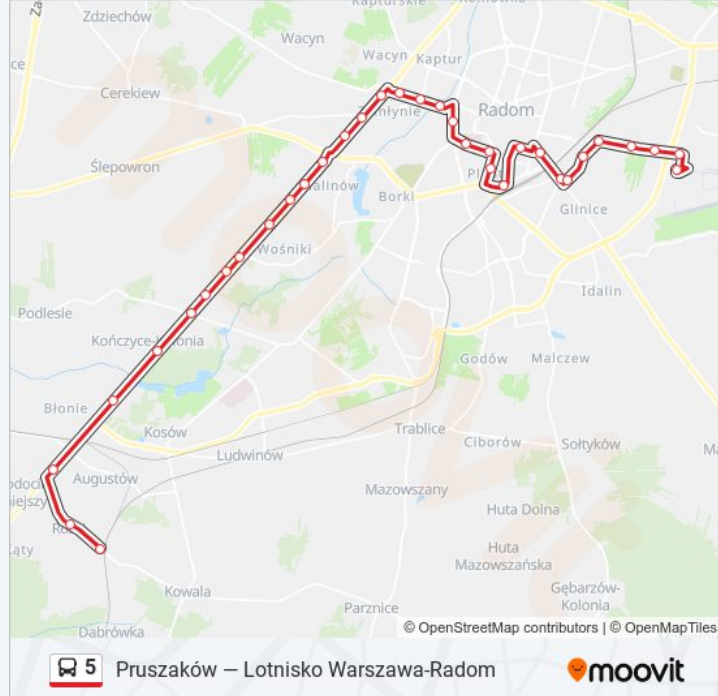 Kapturskie
Zdziechów
Wacyn
Wacyn
Kaptur
Cerekiew
Radom
Ślepowron
Borki
Glinice
Wośniki
Idalin
Podlesie
Kończyce-Kolonia
Godów
Malczew
Błonie
Kosów
Trablice
Ludwinów
Ciborów
Sołtyków
Augustów
Mazowszany
Huta Dolna
Huta
Mazowszańska
Kowala
Gębarzów-
Kolonia
Parznice
Dąbrówka
© OpenStreetMap contributors | © OpenMapTiles
5 Pruszaków — Lotnisko Warszawa-Radom
moovit